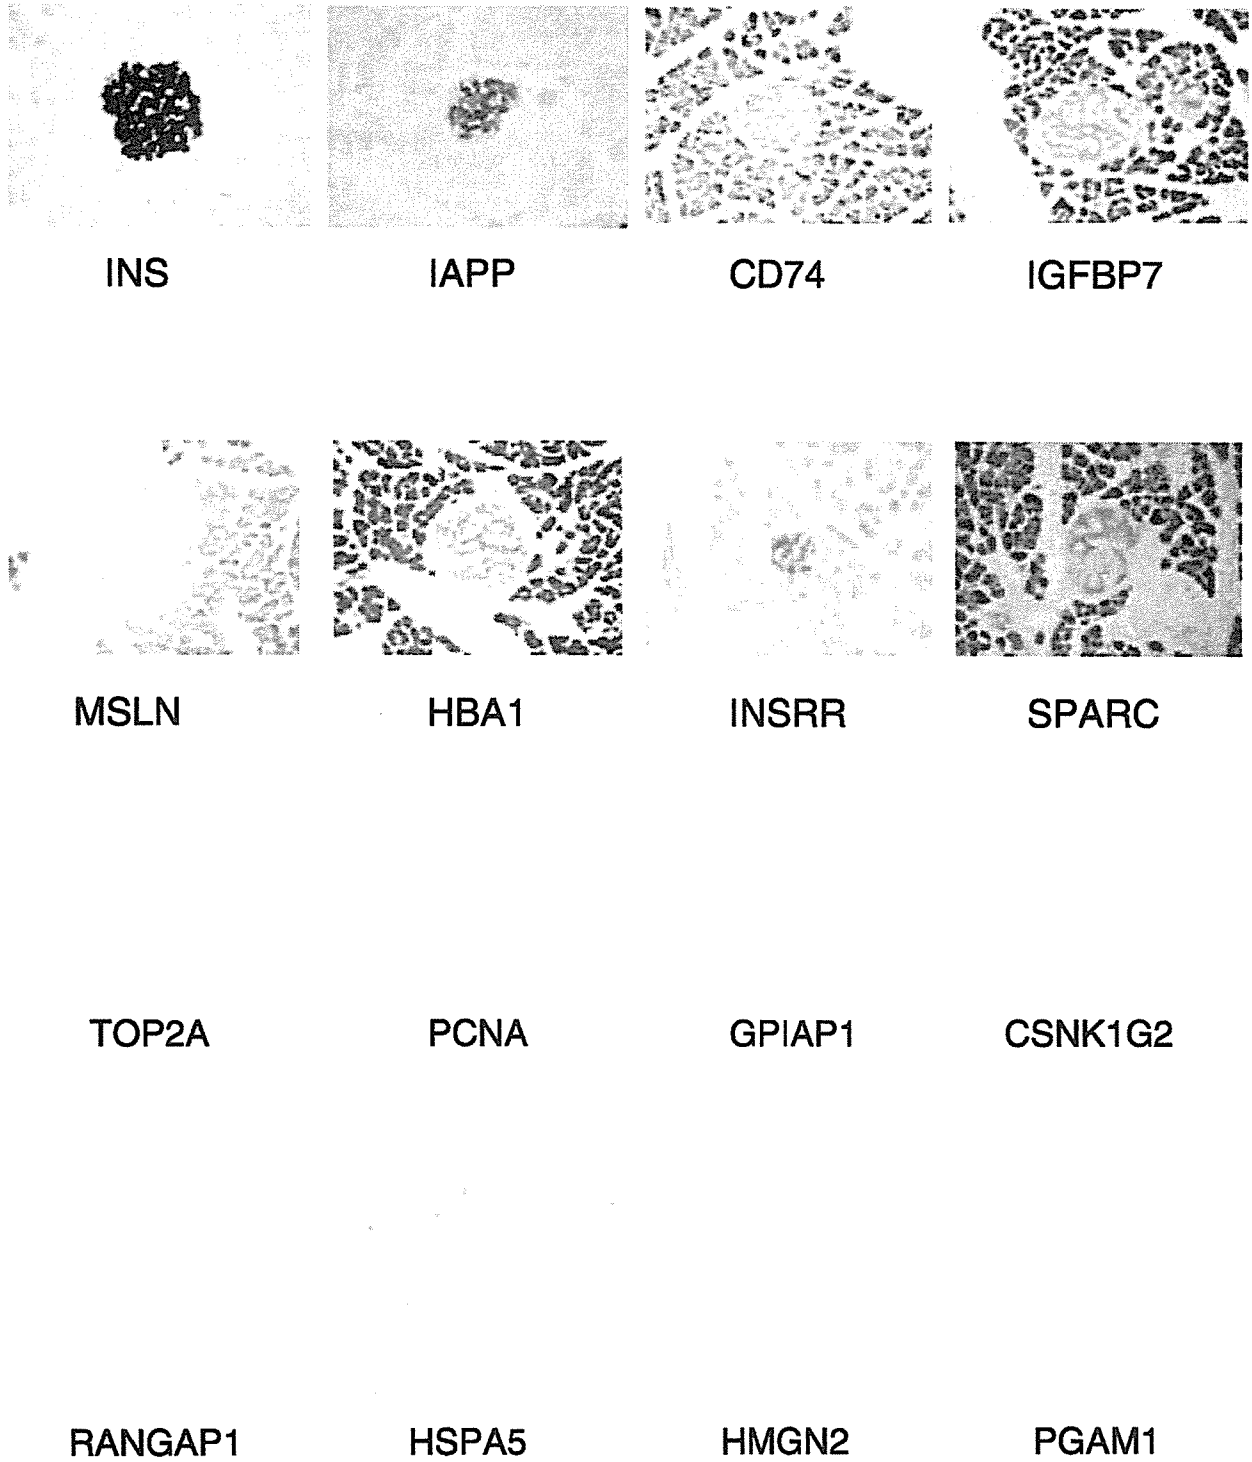 INS IAPP CD74 IGFBP7
MSLN HBA1 INSRR SPARC
TOP2A PCNA GPIAP1 CSNK1G2
RANGAP1 HSPA5 HMGN2 PGAM1